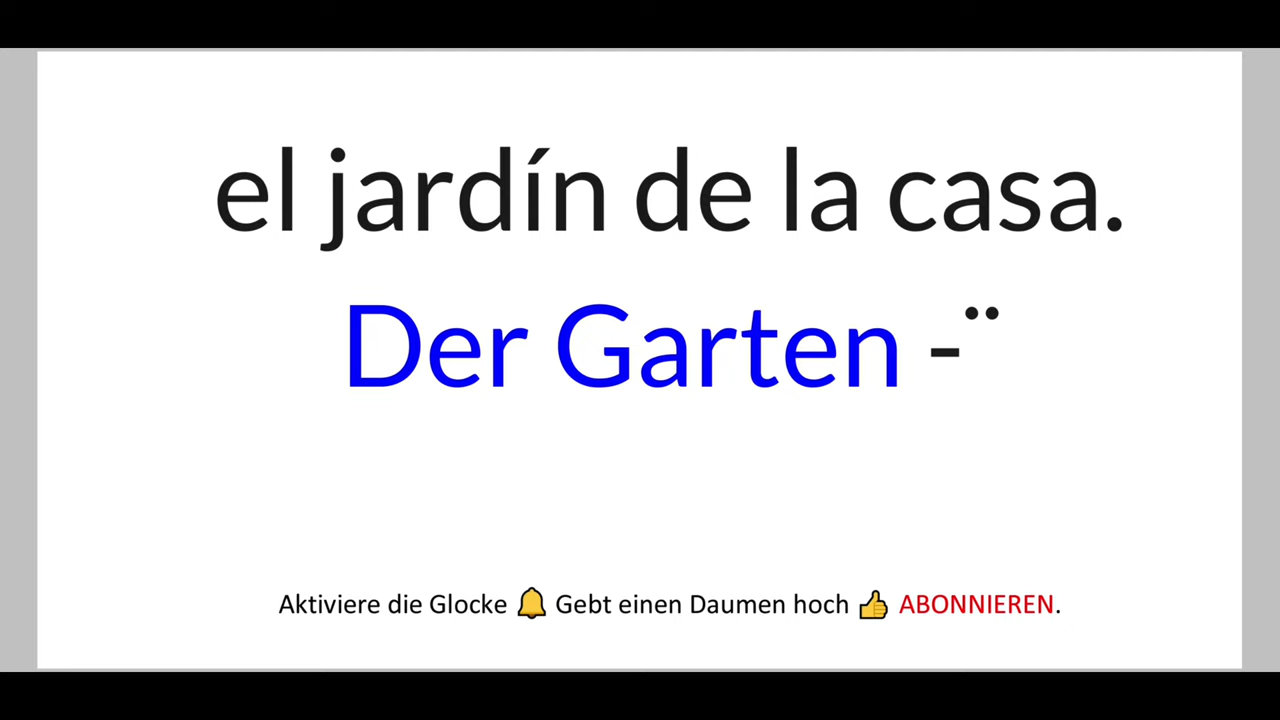 el jardín de la casa.
Der Garten -¨
Aktiviere die Glocke 🔔 Gebt einen Daumen hoch 👍 ABONNIEREN.